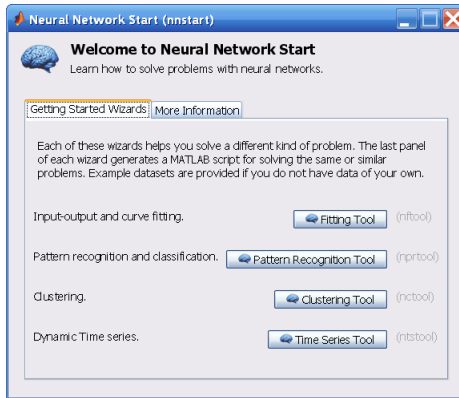 Neural Network Start (nnstart)
Welcome to Neural Network Start
Learn how to solve problems with neural networks.
Getting Started Wizards More Information
Each of these wizards helps you solve a different kind of problem. The last panel
of each wizard generates a MATLAB script for solving the same or similar
problems. Example datasets are provided if you do not have data of your own.
Input-output and curve fitting. Fitting Tool (nftool)
Pattern recognition and classification. Pattern Recognition Tool (nprtool)
Clustering. Clustering Tool (nctool)
Dynamic Time series. Time Series Tool (ntstool)